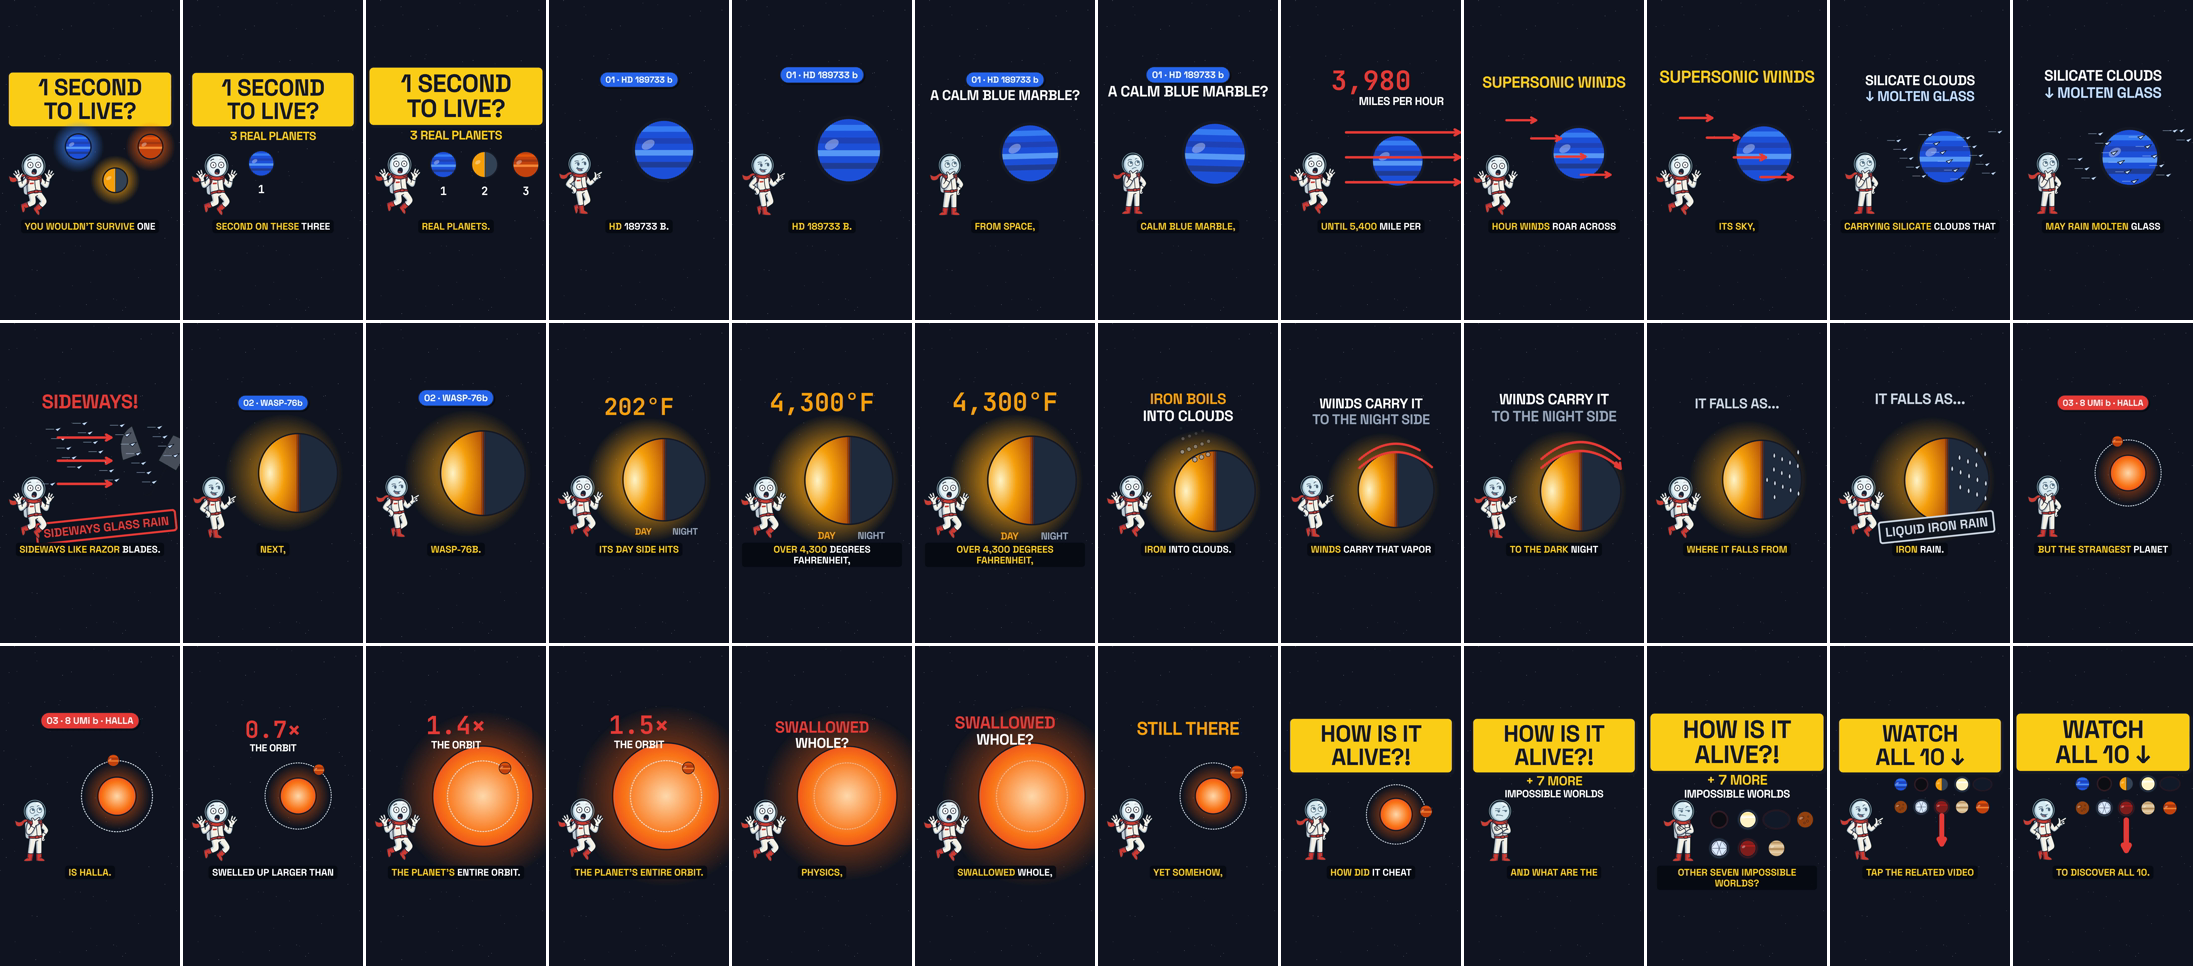 1 SECOND
TO LIVE?
YOU WOULDN'T SURVIVE ONE
1 SECOND
TO LIVE?
3 REAL PLANETS
1
SECOND ON THESE THREE
1 SECOND
TO LIVE?
3 REAL PLANETS
1 2 3
REAL PLANETS.
01 · HD 189733 b
HD 189733 B.
01 · HD 189733 b
HD 189733 B.
01 · HD 189733 b
A CALM BLUE MARBLE?
FROM SPACE,
01 · HD 189733 b
A CALM BLUE MARBLE?
CALM BLUE MARBLE,
3,980
MILES PER HOUR
UNTIL 5,400 MILE PER
SUPERSONIC WINDS
HOUR WINDS ROAR ACROSS
SUPERSONIC WINDS
ITS SKY,
SILICATE CLOUDS
↓ MOLTEN GLASS
CARRYING SILICATE CLOUDS THAT
SILICATE CLOUDS
↓ MOLTEN GLASS
MAY RAIN MOLTEN GLASS
SIDEWAYS!
SIDEWAYS GLASS RAIN
SIDEWAYS LIKE RAZOR BLADES.
02 · WASP-76b
NEXT,
02 · WASP-76b
WASP-76B.
202°F
DAY NIGHT
ITS DAY SIDE HITS
4,300°F
DAY NIGHT
OVER 4,300 DEGREES
FAHRENHEIT,
4,300°F
DAY NIGHT
OVER 4,300 DEGREES
FAHRENHEIT,
IRON BOILS
INTO CLOUDS
IRON INTO CLOUDS.
WINDS CARRY IT
TO THE NIGHT SIDE
WINDS CARRY THAT VAPOR
WINDS CARRY IT
TO THE NIGHT SIDE
TO THE DARK NIGHT
IT FALLS AS...
WHERE IT FALLS FROM
IT FALLS AS...
LIQUID IRON RAIN
IRON RAIN.
03 · 8 UMi b · HALLA
BUT THE STRANGEST PLANET
03 · 8 UMi b · HALLA
IS HALLA.
0.7×
THE ORBIT
SWELLED UP LARGER THAN
1.4×
THE ORBIT
THE PLANET'S ENTIRE ORBIT.
1.5×
THE ORBIT
THE PLANET'S ENTIRE ORBIT.
SWALLOWED
WHOLE?
PHYSICS,
SWALLOWED
WHOLE?
SWALLOWED WHOLE,
STILL THERE
YET SOMEHOW,
HOW IS IT
ALIVE?!
HOW DID IT CHEAT
HOW IS IT
ALIVE?!
+ 7 MORE
IMPOSSIBLE WORLDS
AND WHAT ARE THE
HOW IS IT
ALIVE?!
+ 7 MORE
IMPOSSIBLE WORLDS
OTHER SEVEN IMPOSSIBLE
WORLDS?
WATCH
ALL 10 ↓
TAP THE RELATED VIDEO
WATCH
ALL 10 ↓
TO DISCOVER ALL 10.